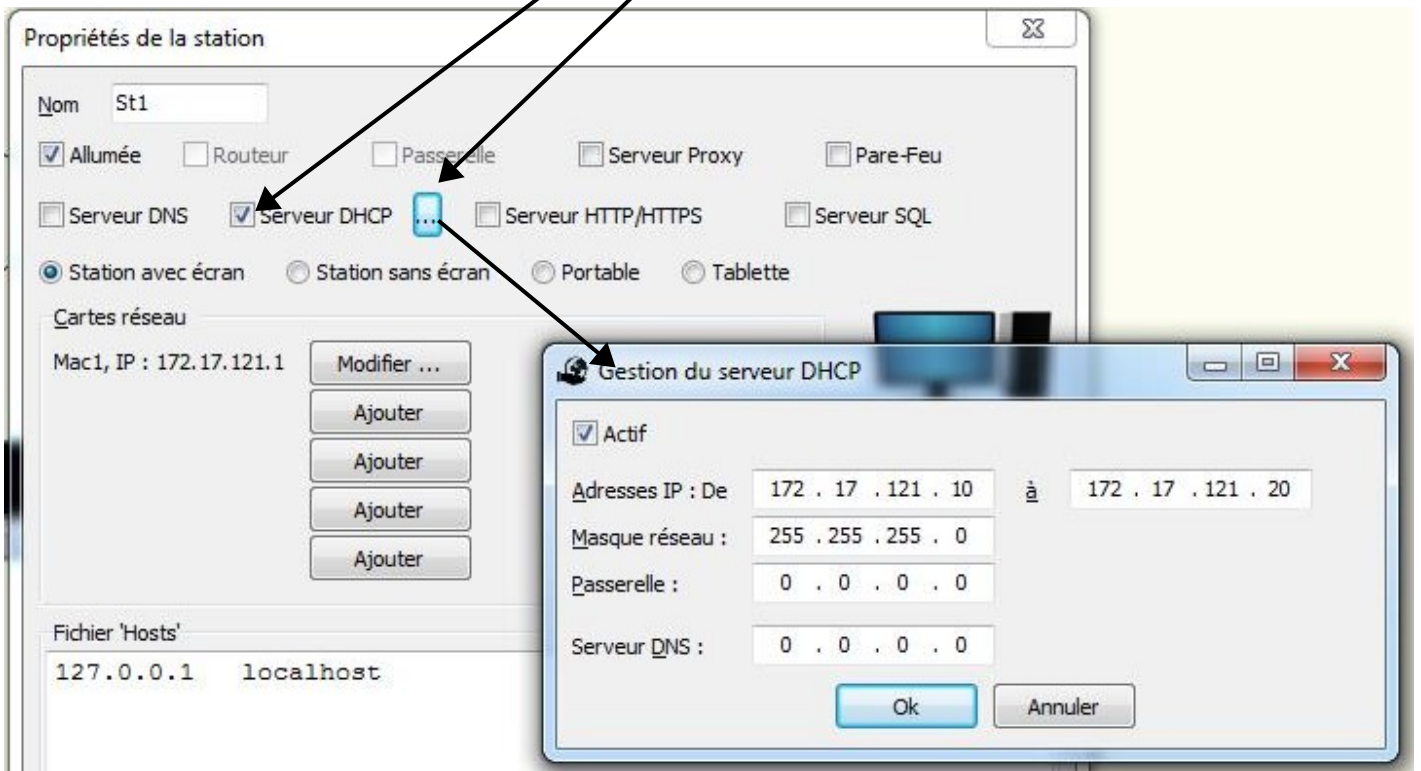 Propriétés de la station
Nom St1
Allumée Routeur Passerelle Serveur Proxy Pare-Feu
Serveur DNS Serveur DHCP ... Serveur HTTP/HTTPS Serveur SQL
Station avec écran Station sans écran Portable Tablette
Cartes réseau
Mac1, IP : 172.17.121.1 Modifier ...
Ajouter
Ajouter
Ajouter
Ajouter
Fichier 'Hosts'
127.0.0.1 localhost
Gestion du serveur DHCP
Actif
Adresses IP : De 172 . 17 . 121 . 10 à 172 . 17 . 121 . 20
Masque réseau : 255 . 255 . 255 . 0
Passerelle : 0 . 0 . 0 . 0
Serveur DNS : 0 . 0 . 0 . 0
Ok Annuler